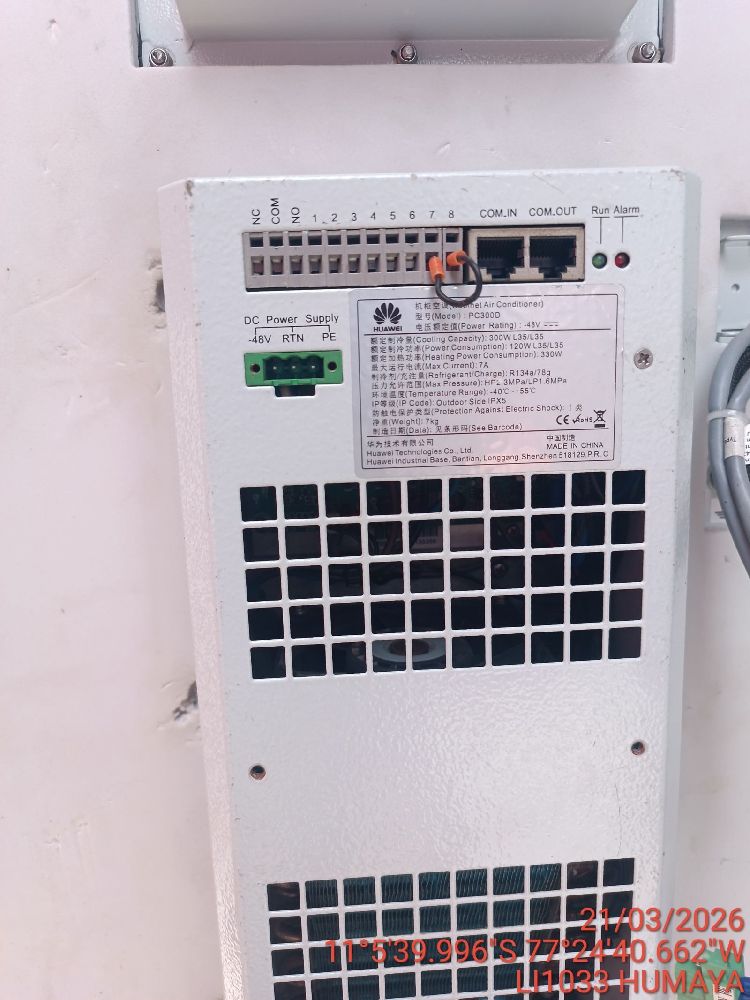 NC COM NO 1 2 3 4 5 6 7 8 COM_IN COM_OUT Run Alarm
DC Power Supply
-48V RTN PE
HUAWEI
机柜空调( Air Conditioner)
型号(Model) : PC300D
电压额定值(Power Rating) : -48V
额定制冷量(Cooling Capacity): 300W L35/L35
额定制冷功率(Power Consumption): 120W L35/L35
额定加热功率(Heating Power Consumption): 330W
最大运行电流(Max Current): 7A
制冷剂/充注量(Refrigerant/Charge): R134a/78g
压力允许范围(Max Pressure): HP2.3MPa/LP1.6MPa
环境温度(Temperature Range): -40℃~+55℃
IP等级(IP Code): Outdoor Side IPX5
防触电保护类型(Protection Against Electric Shock): I 类
净重(Weight): 7kg
CE RoHS
制造日期(Data): 见条形码(See Barcode)
华为技术有限公司
中国制造
MADE IN CHINA
Huawei Technologies Co., Ltd.
Huawei Industrial Base, Bantian, Longgang,Shenzhen 518129,P.R. C
21/03/2026
11°5'39.996"S 77°24'40.662"W
LI1033 HUMAYA